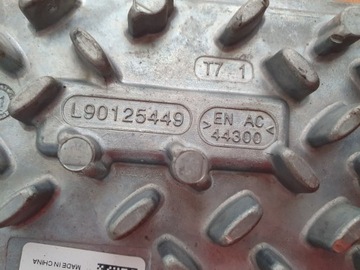 T7.1
L90125449
>EN AC<
44300
MADE IN CHINA